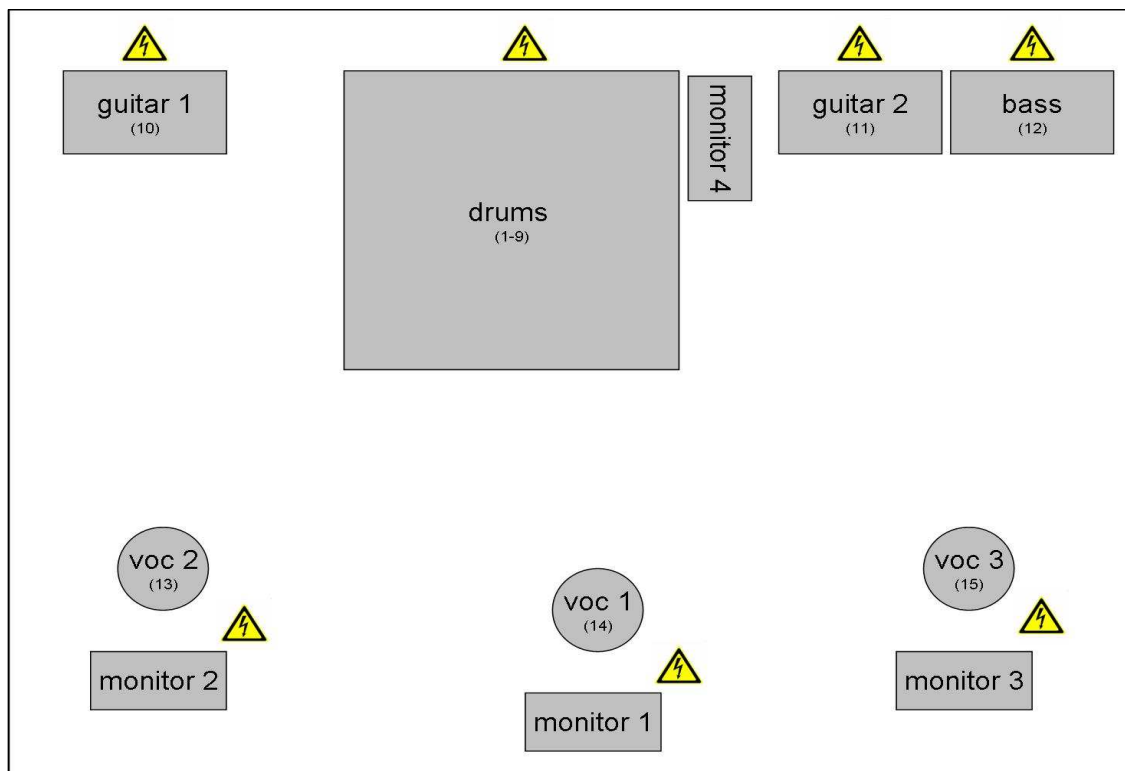 guitar 1
(10)
drums
(1-9)
monitor 4
guitar 2
(11)
bass
(12)
voc 2
(13)
voc 1
(14)
voc 3
(15)
monitor 2
monitor 1
monitor 3